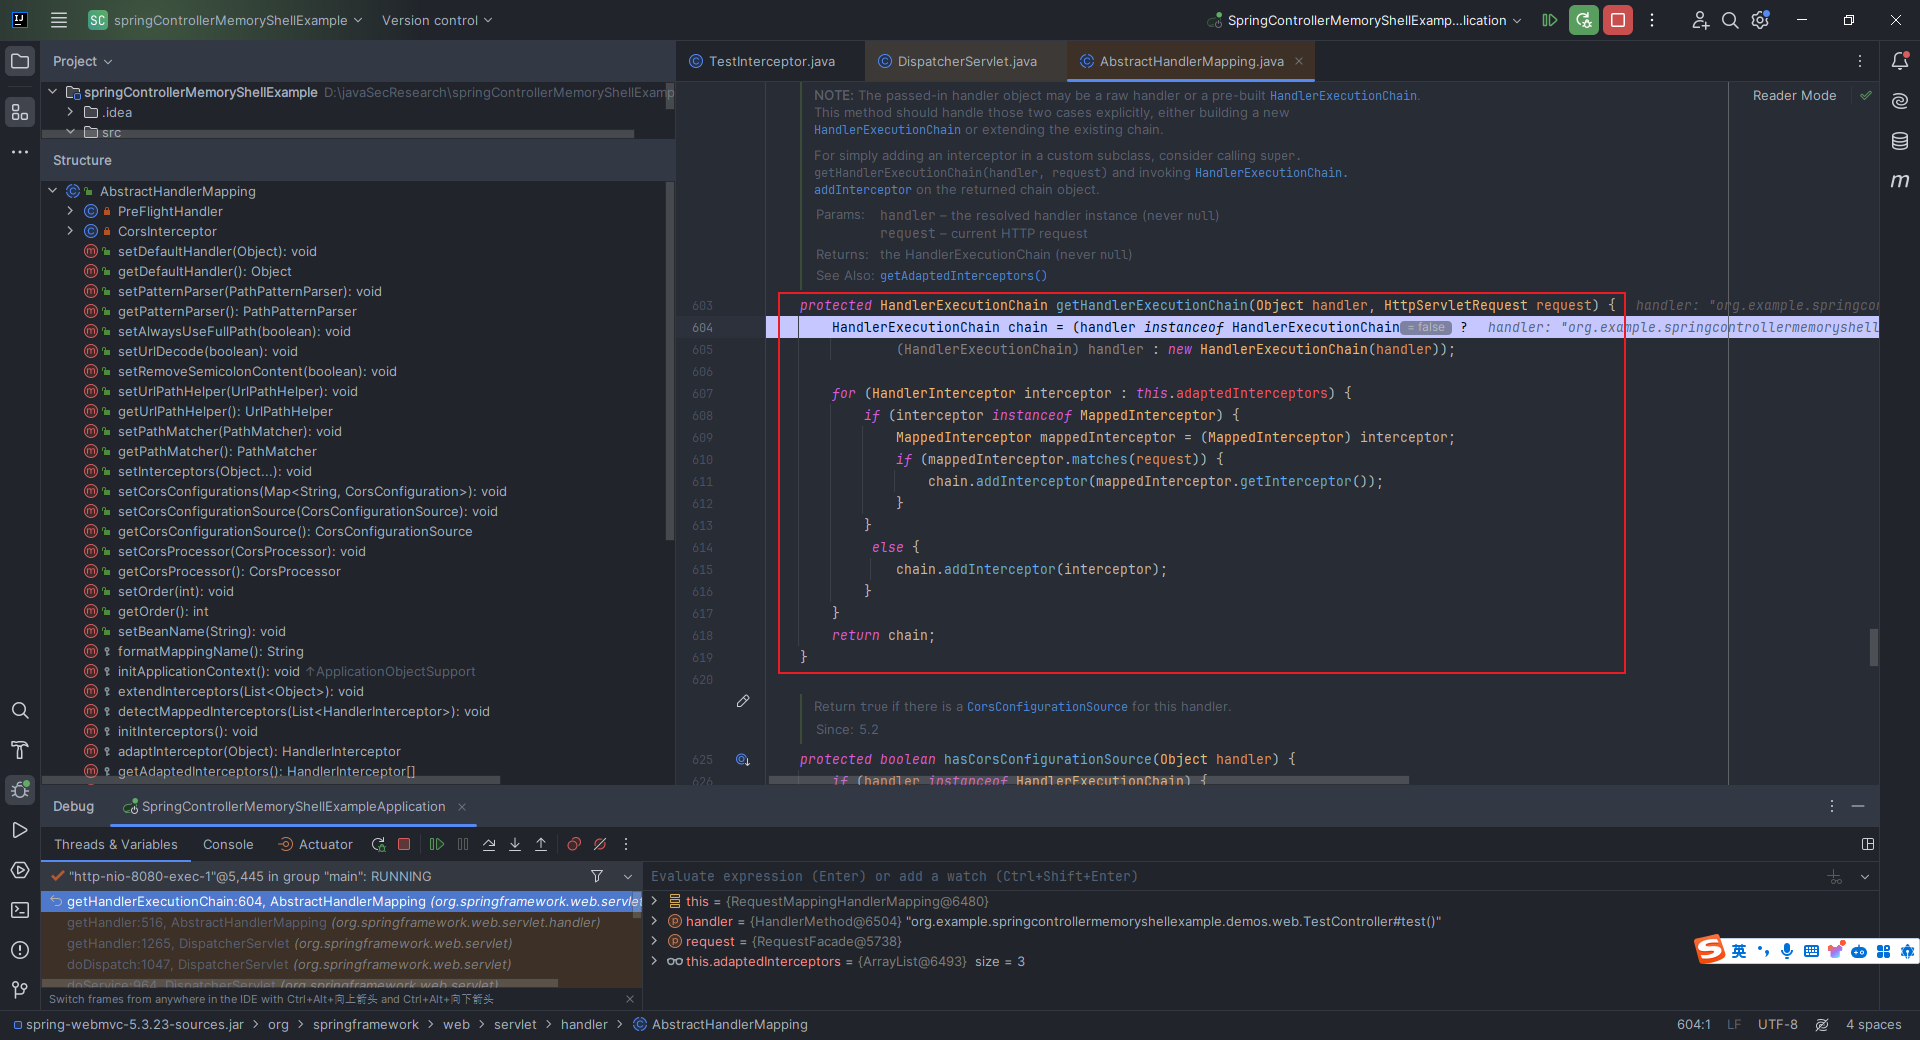 SC springControllerMemoryShellExample Version control SpringControllerMemoryShellExamp...lication
Project
springControllerMemoryShellExample D:\javaSecResearch\springControllerMemoryShellExamp
.idea
src
Structure
AbstractHandlerMapping
PreFlightHandler
CorsInterceptor
setDefaultHandler(Object): void
getDefaultHandler(): Object
setPatternParser(PathPatternParser): void
getPatternParser(): PathPatternParser
setAlwaysUseFullPath(boolean): void
setUrlDecode(boolean): void
setRemoveSemicolonContent(boolean): void
setUrlPathHelper(UrlPathHelper): void
getUrlPathHelper(): UrlPathHelper
setPathMatcher(PathMatcher): void
getPathMatcher(): PathMatcher
setInterceptors(Object...): void
setCorsConfigurations(Map<String, CorsConfiguration>): void
setCorsConfigurationSource(CorsConfigurationSource): void
getCorsConfigurationSource(): CorsConfigurationSource
setCorsProcessor(CorsProcessor): void
getCorsProcessor(): CorsProcessor
setOrder(int): void
getOrder(): int
setBeanName(String): void
formatMappingName(): String
initApplicationContext(): void ↑ApplicationObjectSupport
extendInterceptors(List<Object>): void
detectMappedInterceptors(List<HandlerInterceptor>): void
initInterceptors(): void
adaptInterceptor(Object): HandlerInterceptor
getAdaptedInterceptors(): HandlerInterceptor[]
TestInterceptor.java DispatcherServlet.java AbstractHandlerMapping.java
Reader Mode
NOTE: The passed-in handler object may be a raw handler or a pre-built HandlerExecutionChain.
This method should handle those two cases explicitly, either building a new
HandlerExecutionChain or extending the existing chain.
For simply adding an interceptor in a custom subclass, consider calling super.
getHandlerExecutionChain(handler, request) and invoking HandlerExecutionChain.
addInterceptor on the returned chain object.
Params: handler – the resolved handler instance (never null)
request – current HTTP request
Returns: the HandlerExecutionChain (never null)
See Also: getAdaptedInterceptors()
603 protected HandlerExecutionChain getHandlerExecutionChain(Object handler, HttpServletRequest request) { handler: "org.example.springco
604 HandlerExecutionChain chain = (handler instanceof HandlerExecutionChain = false ? handler: "org.example.springcontrollermemoryshell
605 (HandlerExecutionChain) handler : new HandlerExecutionChain(handler));
606
607 for (HandlerInterceptor interceptor : this.adaptedInterceptors) {
608 if (interceptor instanceof MappedInterceptor) {
609 MappedInterceptor mappedInterceptor = (MappedInterceptor) interceptor;
610 if (mappedInterceptor.matches(request)) {
611 chain.addInterceptor(mappedInterceptor.getInterceptor());
612 }
613 }
614 else {
615 chain.addInterceptor(interceptor);
616 }
617 }
618 return chain;
619 }
620
Return true if there is a CorsConfigurationSource for this handler.
Since: 5.2
625 protected boolean hasCorsConfigurationSource(Object handler) {
626 if (handler instanceof HandlerExecutionChain) {
Debug SpringControllerMemoryShellExampleApplication
Threads & Variables Console Actuator
"http-nio-8080-exec-1"@5,445 in group "main": RUNNING
getHandlerExecutionChain:604, AbstractHandlerMapping (org.springframework.web.servlet
getHandler:516, AbstractHandlerMapping (org.springframework.web.servlet.handler)
getHandler:1265, DispatcherServlet (org.springframework.web.servlet)
doDispatch:1047, DispatcherServlet (org.springframework.web.servlet)
doService:964, DispatcherServlet (org.springframework.web.servlet)
Switch frames from anywhere in the IDE with Ctrl+Alt+向上箭头 and Ctrl+Alt+向下箭头
Evaluate expression (Enter) or add a watch (Ctrl+Shift+Enter)
this = {RequestMappingHandlerMapping@6480}
handler = {HandlerMethod@6504} "org.example.springcontrollermemoryshellexample.demos.web.TestController#test()"
request = {RequestFacade@5738}
this.adaptedInterceptors = {ArrayList@6493} size = 3
英
spring-webmvc-5.3.23-sources.jar org springframework web servlet handler AbstractHandlerMapping
604:1 LF UTF-8 4 spaces